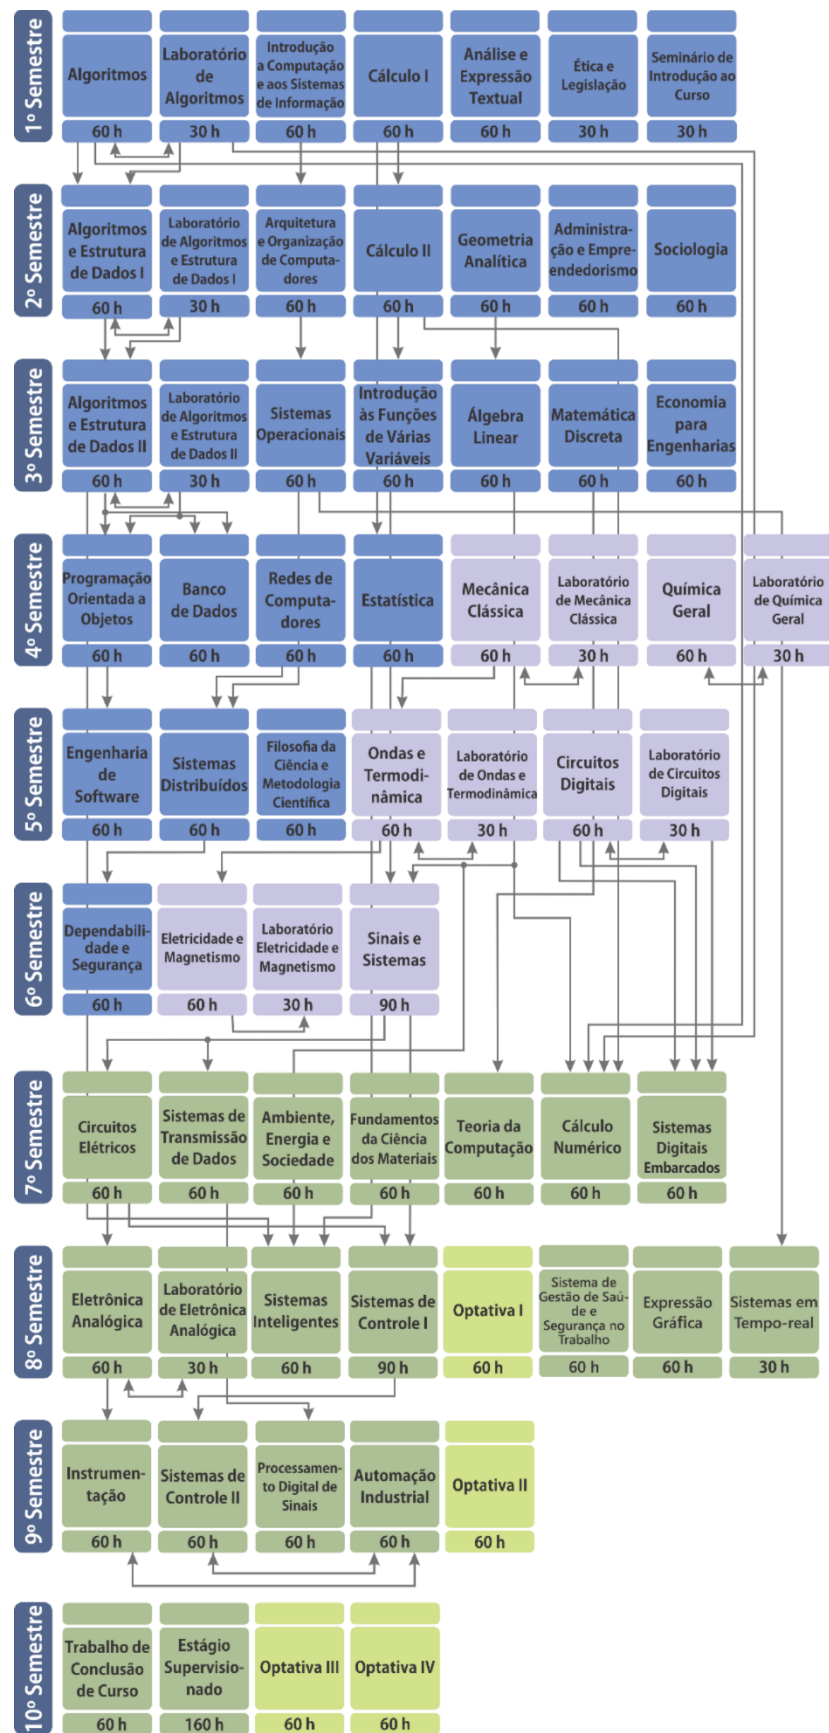 1º Semestre
Algoritmos
60 h
Laboratório
de
Algoritmos
30 h
Introdução
a Computação
e aos Sistemas
de Informação
60 h
Cálculo I
60 h
Análise e
Expressão
Textual
60 h
Ética e
Legislação
30 h
Seminário de
Introdução ao
Curso
30 h
2º Semestre
Algoritmos
e Estrutura
de Dados I
60 h
Laboratório
de Algoritmos
e Estrutura
de Dados I
30 h
Arquitetura
e Organização
de Computa-
dores
60 h
Cálculo II
60 h
Geometria
Analítica
60 h
Administra-
ção e Empre-
endedorismo
60 h
Sociologia
60 h
3º Semestre
Algoritmos
e Estrutura
de Dados II
60 h
Laboratório
de Algoritmos
e Estrutura
de Dados II
30 h
Sistemas
Operacionais
60 h
Introdução
às Funções
de Várias
Variáveis
60 h
Álgebra
Linear
60 h
Matemática
Discreta
60 h
Economia
para
Engenharias
60 h
4º Semestre
Programação
Orientada a
Objetos
60 h
Banco
de Dados
60 h
Redes de
Computa-
dores
60 h
Estatística
60 h
Mecânica
Clássica
60 h
Laboratório
de Mecânica
Clássica
30 h
Química
Geral
60 h
Laboratório
de Química
Geral
30 h
5º Semestre
Engenharia
de
Software
60 h
Sistemas
Distribuídos
60 h
Filosofia da
Ciência e
Metodologia
Científica
60 h
Ondas e
Termodi-
nâmica
60 h
Laboratório
de Ondas e
Termodinâmica
30 h
Circuitos
Digitais
60 h
Laboratório
de Circuitos
Digitais
30 h
6º Semestre
Dependabili-
dade e
Segurança
60 h
Eletricidade e
Magnetismo
60 h
Laboratório
Eletricidade e
Magnetismo
30 h
Sinais e
Sistemas
90 h
7º Semestre
Circuitos
Elétricos
60 h
Sistemas de
Transmissão
de Dados
60 h
Ambiente,
Energia e
Sociedade
60 h
Fundamentos
da Ciência
dos Materiais
60 h
Teoria da
Computação
60 h
Cálculo
Numérico
60 h
Sistemas
Digitais
Embarcados
60 h
8º Semestre
Eletrônica
Analógica
60 h
Laboratório
de Eletrônica
Analógica
30 h
Sistemas
Inteligentes
60 h
Sistemas de
Controle I
90 h
Optativa I
60 h
Sistema de
Gestão de Saú-
de e
Segurança no
Trabalho
60 h
Expressão
Gráfica
60 h
Sistemas em
Tempo-real
30 h
9º Semestre
Instrumen-
tação
60 h
Sistemas de
Controle II
60 h
Processamen-
to Digital de
Sinais
60 h
Automação
Industrial
60 h
Optativa II
60 h
10º Semestre
Trabalho de
Conclusão
de Curso
60 h
Estágio
Supervisio-
nado
160 h
Optativa III
60 h
Optativa IV
60 h